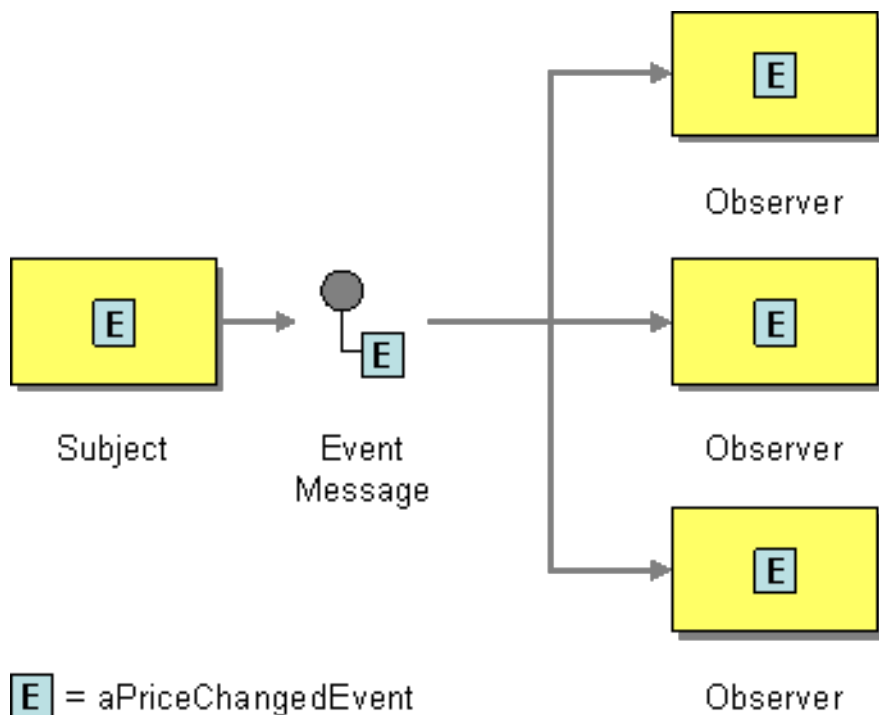 E
Observer
E
E
E
Subject
Event
Message
Observer
E
E = aPriceChangedEvent
Observer